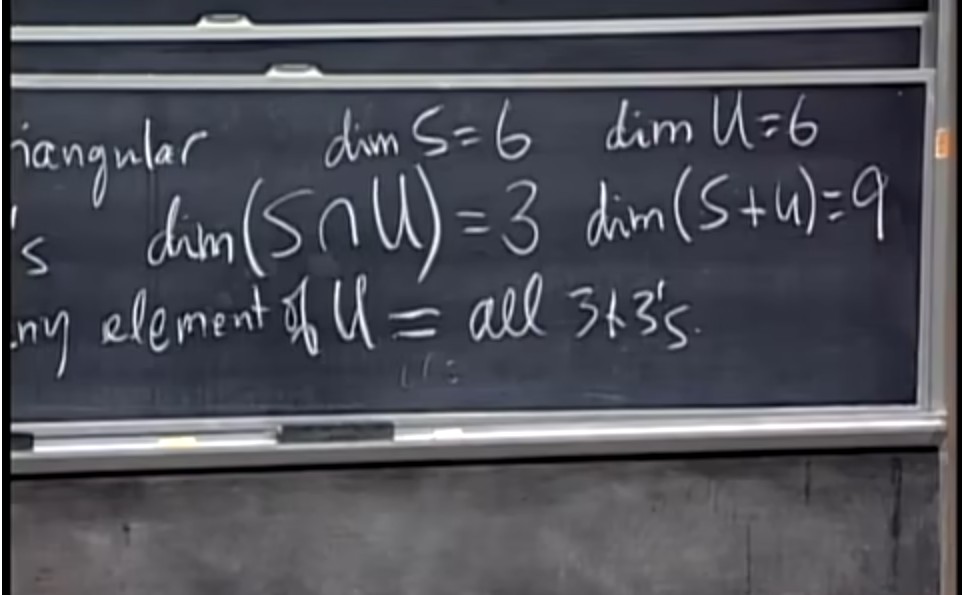 iangular dim S = 6 dim U = 6
's dim(S ∩ U) = 3 dim(S + U) = 9
ny element of U = all 3x3's.